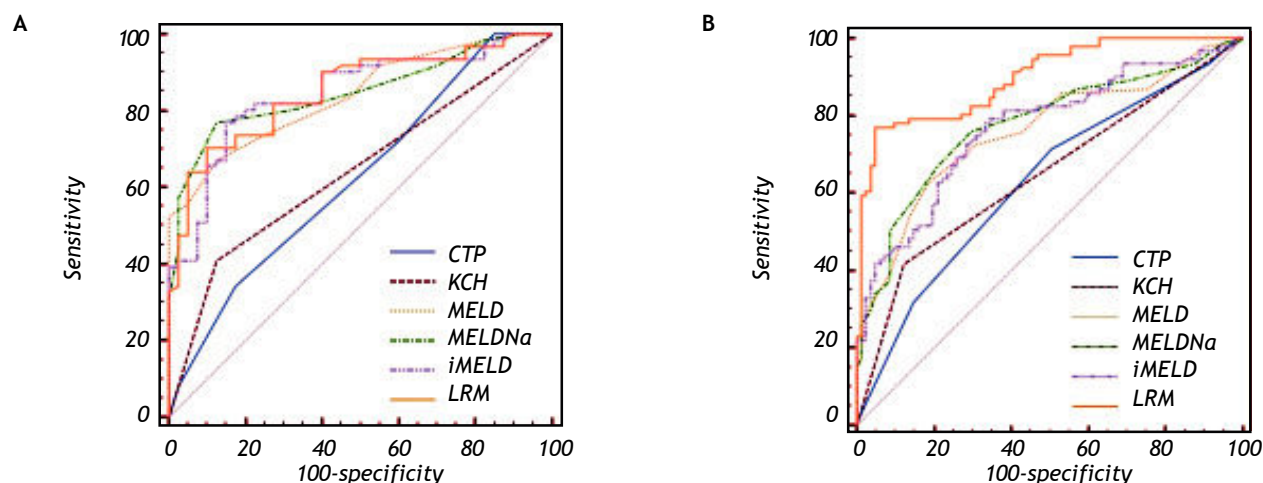 A
Sensitivity
100
80
60
40
20
0
CTP
KCH
MELD
MELDNa
iMELD
LRM
0 20 40 60 80 100
100-specificity
B
Sensitivity
100
80
60
40
20
0
CTP
KCH
MELD
MELDNa
iMELD
LRM
0 20 40 60 80 100
100-specificity